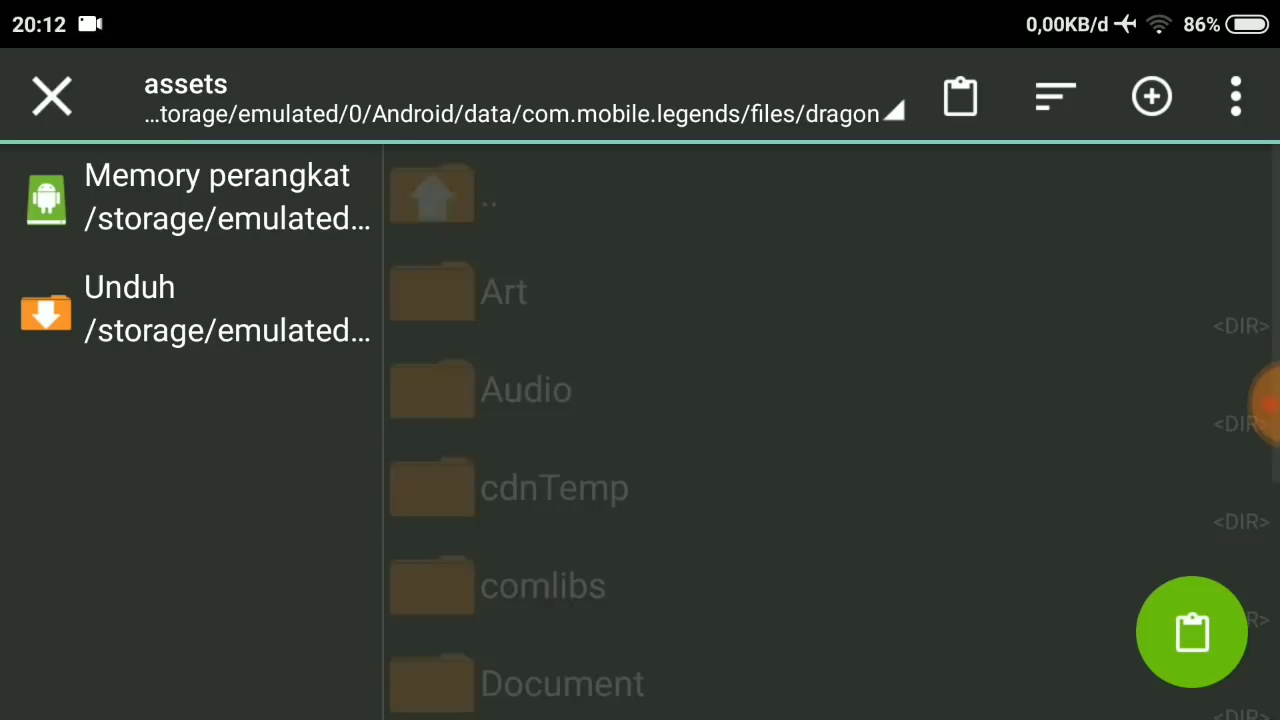 20:12
0,00KB/d
86%
assets
...torage/emulated/0/Android/data/com.mobile.legends/files/dragon
Memory perangkat
/storage/emulated...
Unduh
/storage/emulated...
..
Art
<DIR>
Audio
<DIR>
cdnTemp
<DIR>
comlibs
Document
<DIR>